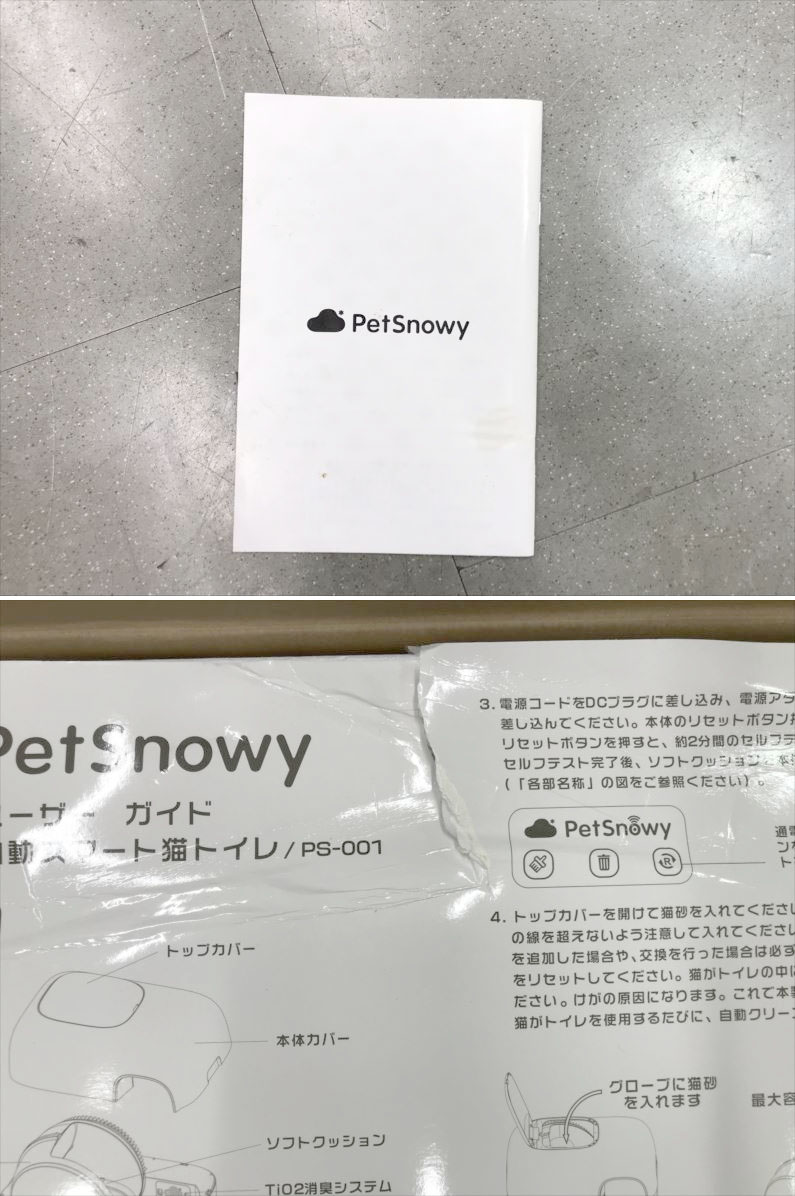 PetSnowy
PetSnowy
ユーザー ガイド
動スマート猫トイレ/PS-001
トップカバー
本体カバー
ソフトクッション
TiO2消臭システム
3. 電源コードをDCプラグに差し込み、電源アダ
差し込んでください。本体のリセットボタン
リセットボタンを押すと、約2分間のセルフテ
セルフテスト完了後、ソフトクッション、本
(「各部名称」の図をご参照ください)。
PetSnowy
R
通電
ン
ト
4. トップカバーを開けて猫砂を入れてくださ
の線を超えないよう注意して入れてくださ
を追加した場合や、交換を行った場合は必ず
をリセットしてください。猫がトイレの中に
ださい。けがの原因になります。これで本
猫がトイレを使用するたびに、自動クリーン
グローブに猫砂
を入れます
最大容